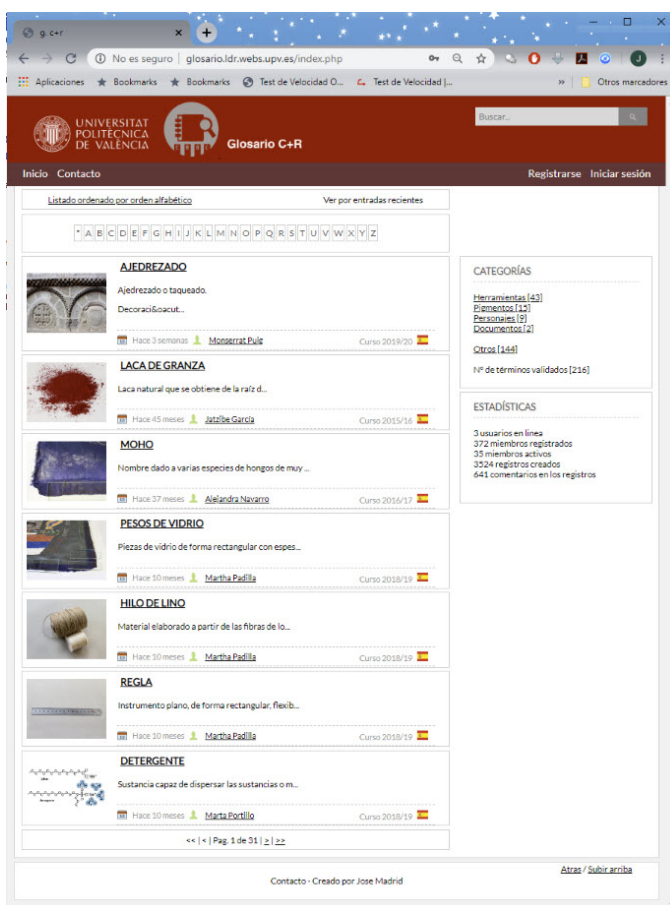 g. c+r
No es seguro | glosario.ldr.webs.upv.es/index.php
J
Aplicaciones Bookmarks Bookmarks Test de Velocidad O... Test de Velocidad |... » Otros marcadores
UNIVERSITAT
POLITÈCNICA
DE VALÈNCIA
Glosario C+R
Buscar...
Inicio Contacto Registrarse Iniciar sesión
Listado ordenado por orden alfabético Ver por entradas recientes
* A B C D E F G H I J K L M N O P Q R S T U V W X Y Z
AJEDREZADO
Ajedrezado o taqueado.
Decoraci&oacut...
Hace 3 semanas Monserrat Puig Curso 2019/20
LACA DE GRANZA
Laca natural que se obtiene de la raíz d...
Hace 45 meses Jatzibe García Curso 2015/16
MOHO
Nombre dado a varias especies de hongos de muy ...
Hace 37 meses Alejandra Navarro Curso 2016/17
PESOS DE VIDRIO
Piezas de vidrio de forma rectangular con espes...
Hace 10 meses Martha Padilla Curso 2018/19
HILO DE LINO
Material elaborado a partir de las fibras de lo...
Hace 10 meses Martha Padilla Curso 2018/19
REGLA
Instrumento plano, de forma rectangular, flexib...
Hace 10 meses Martha Padilla Curso 2018/19
DETERGENTE
Sustancia capaz de dispersar las sustancias o m...
Hace 10 meses Marta Portillo Curso 2018/19
<< | < | Pag. 1 de 31 | > | >>
CATEGORÍAS
Herramientas [43]
Pigmentos [15]
Personajes [9]
Documentos [2]
Otros [144]
Nº de términos validados [216]
ESTADÍSTICAS
3 usuarios en linea
372 miembros registrados
35 miembros activos
3524 registros creados
641 comentarios en los registros
Atras / Subir arriba
Contacto - Creado por Jose Madrid